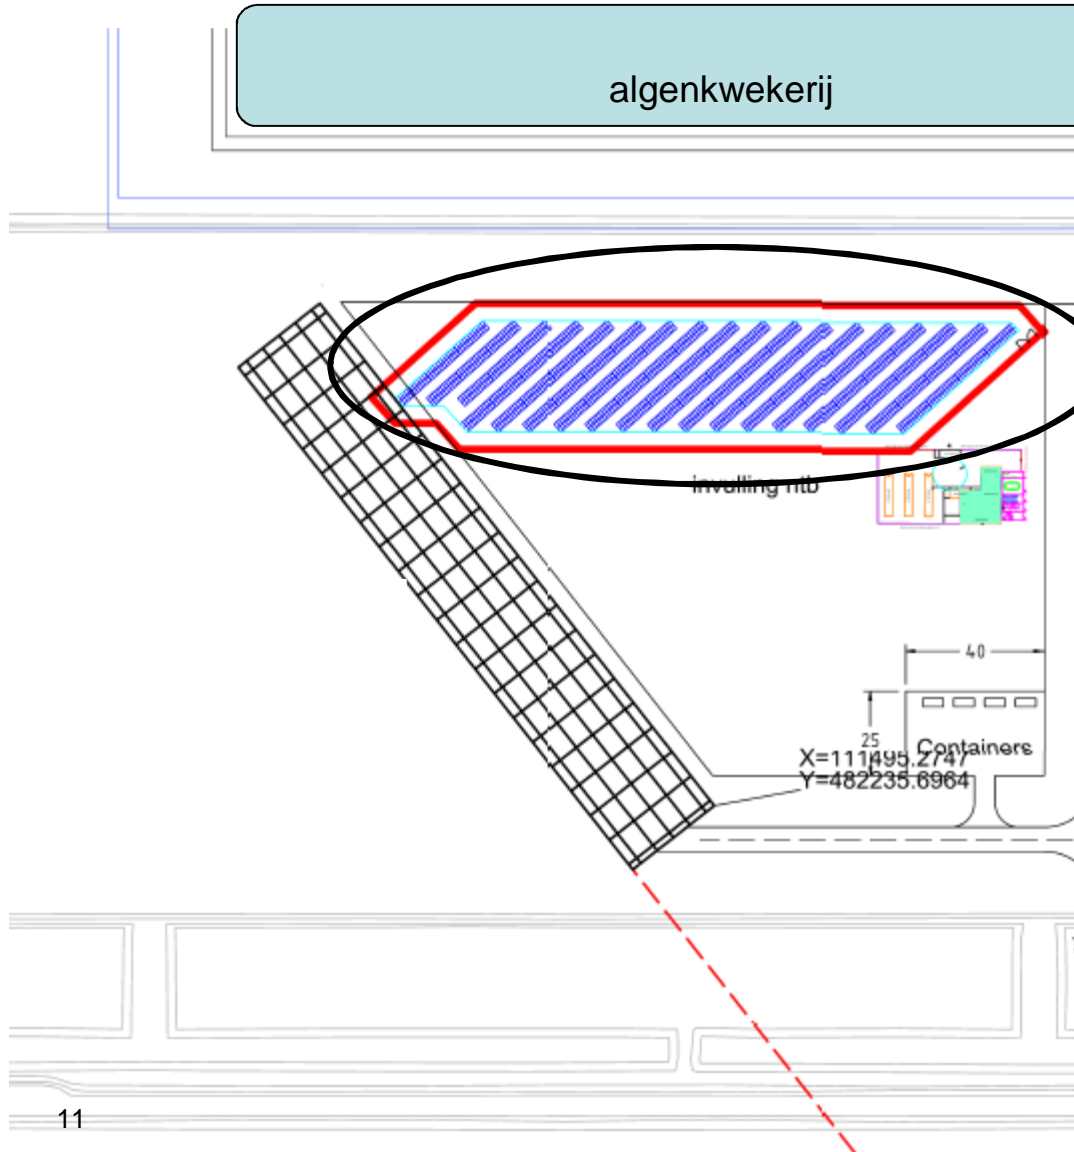 algenkwekerij
invulling ntb
40
25
Containers
X=111495.2747
Y=482235.6964
11